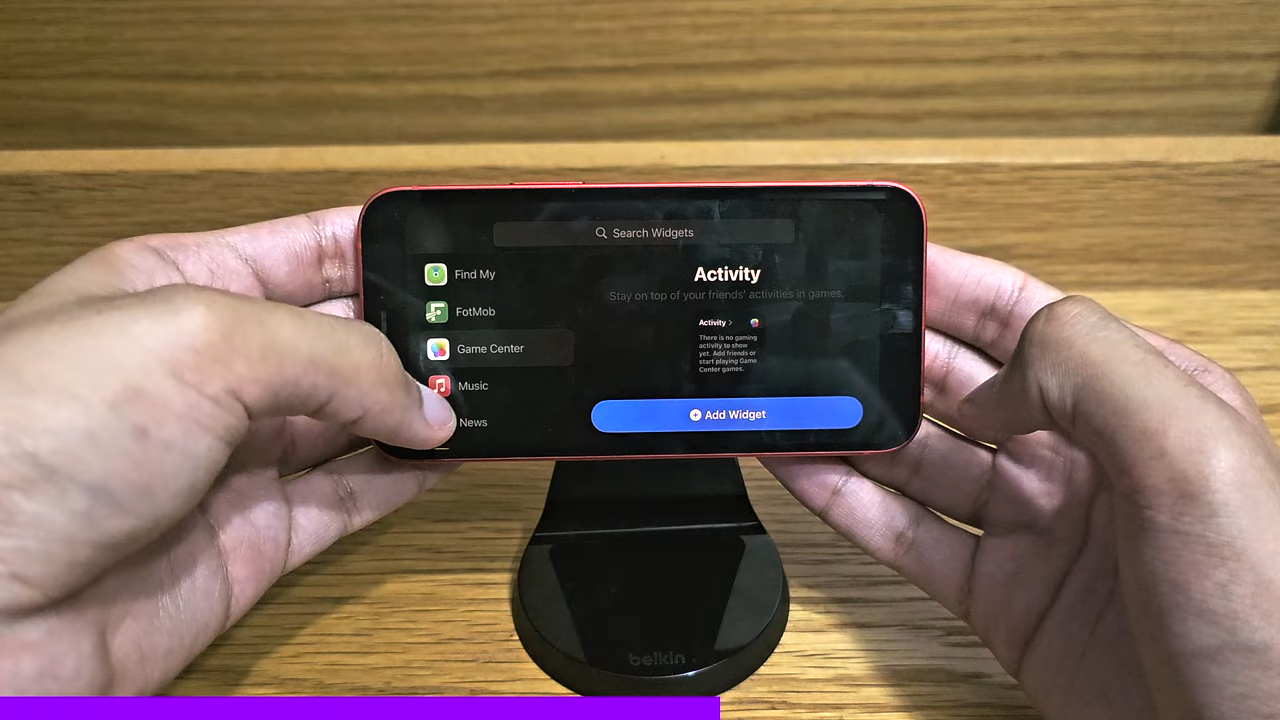 Search Widgets
Find My
FotMob
Game Center
Music
News
Activity
Stay on top of your friends' activities in games.
Activity
There is no gaming
activity to show
yet. Add friends or
start playing Game
Center games.
Add Widget
belkin